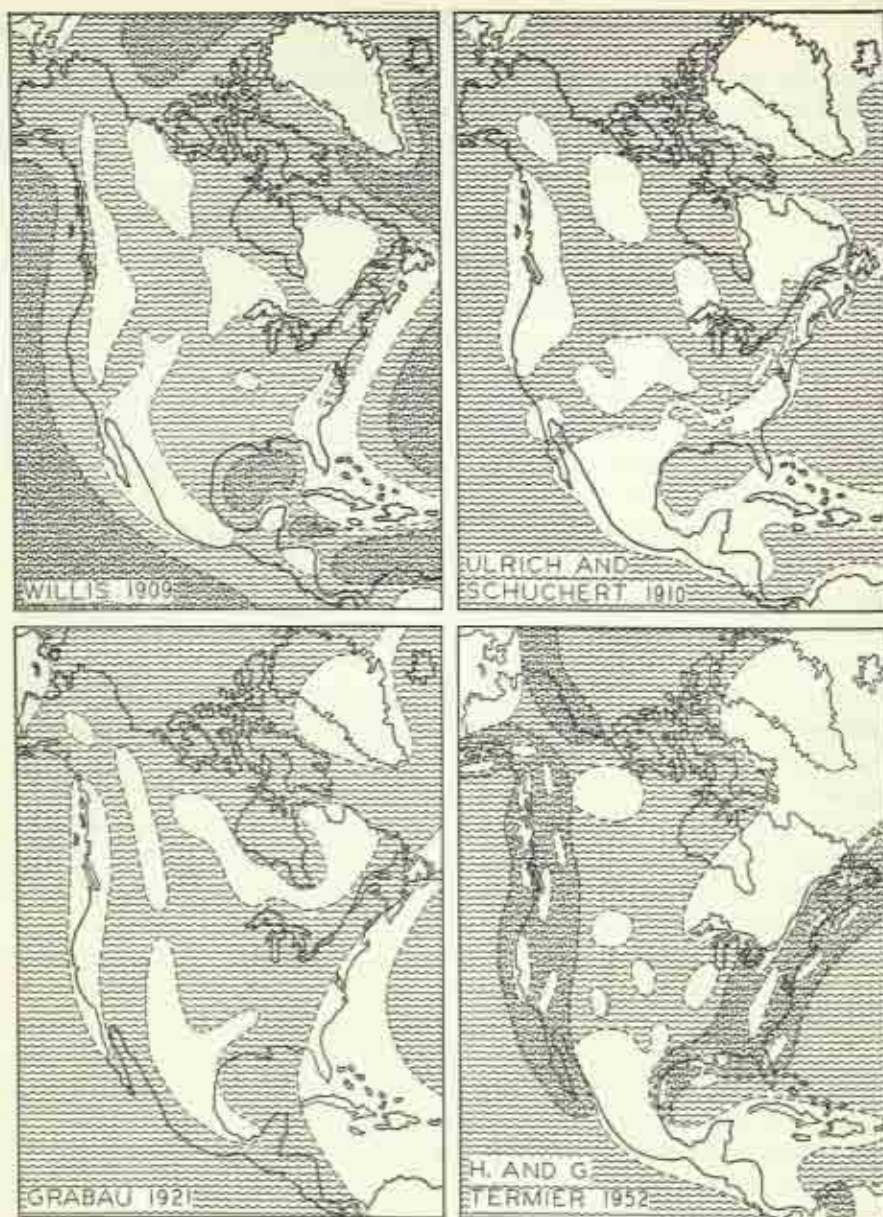 WILLIS 1909
ULRICH AND
SCHUCHERT 1910
GRABAU 1921
H. AND G.
TERMIER 1952